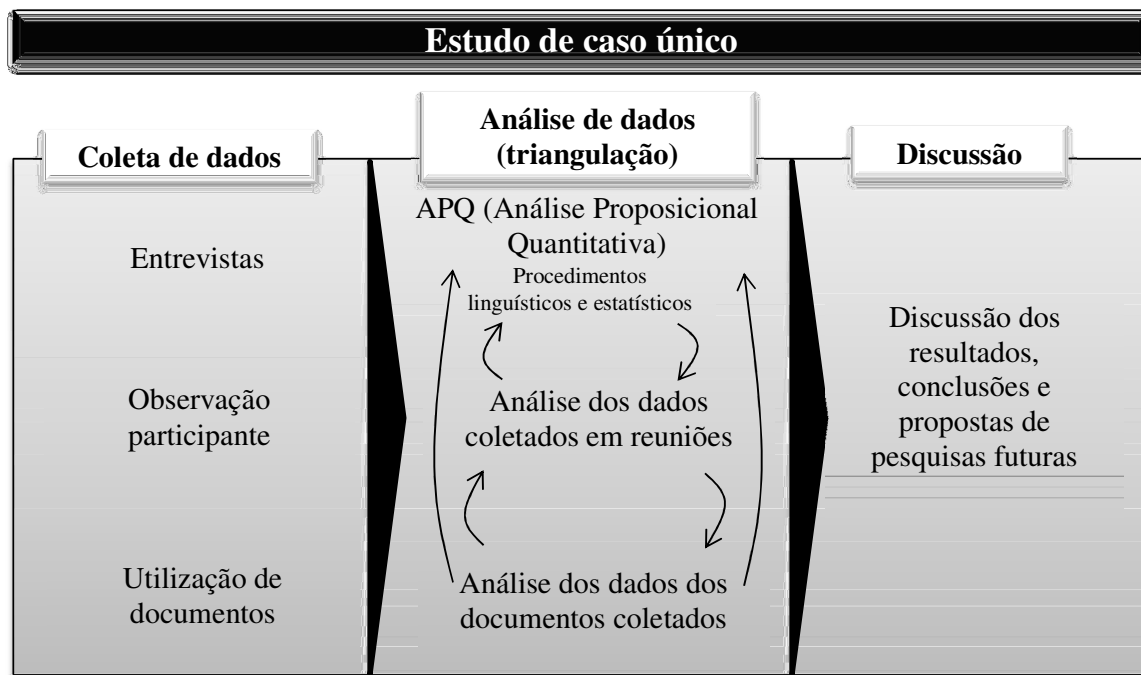 Estudo de caso único
Coleta de dados
Entrevistas
Observação
participante
Utilização de
documentos
Análise de dados
(triangulação)
APQ (Análise Proposicional
Quantitativa)
Procedimentos
linguísticos e estatísticos
Análise dos dados
coletados em reuniões
Análise dos dados dos
documentos coletados
Discussão
Discussão dos
resultados,
conclusões e
propostas de
pesquisas futuras